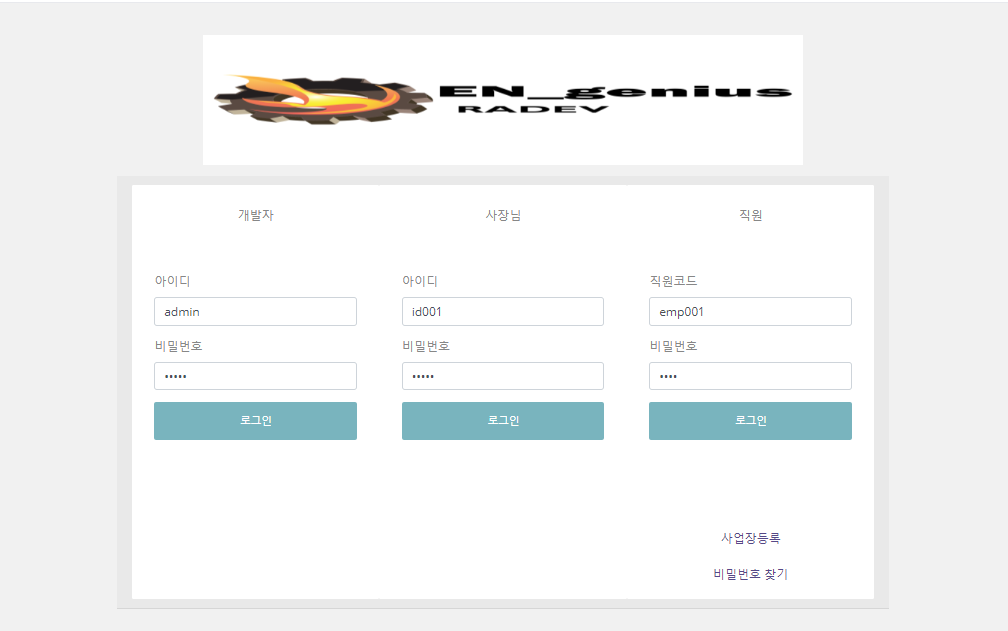 EN_genius
RADEV
개발자 사장님 직원
아이디 아이디 직원코드
admin id001 emp001
비밀번호 비밀번호 비밀번호
••••• ••••• ••••
로그인 로그인 로그인
사업장등록
비밀번호 찾기